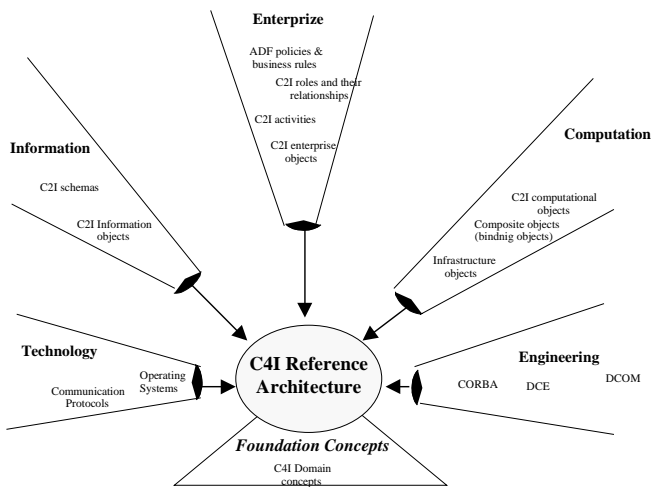 Enterprize
ADF policies &
business rules
C2I roles and their
relationships
C2I activities
C2I enterprise
objects
Information
C2I schemas
C2I Information
objects
Computation
C2I computational
objects
Composite objects
(bindnig objects)
Infrastructure
objects
Technology
Operating
Systems
Communication
Protocols
C4I Reference
Architecture
Engineering
CORBA
DCE
DCOM
Foundation Concepts
C4I Domain
concepts